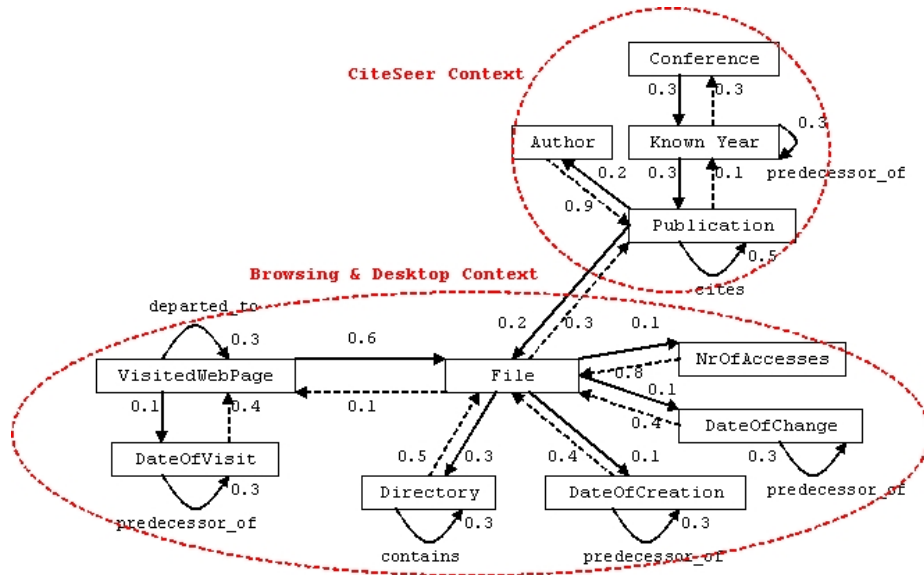 Conference
CiteSeer Context
0.3
0.3
Author
Known Year
0.3
0.2
0.3
0.1
predecessor_of
0.9
Publication
0.5
Browsing & Desktop Context
cites
departed_to
0.3
0.6
0.2
0.3
0.1
NrOfAccesses
VisitedWebPage
File
0.8
0.1
0.1
0.4
0.1
0.4
DateOfChange
DateOfVisit
0.5
0.3
0.4
0.1
0.3
0.3
Directory
DateOfCreation
predecessor_of
predecessor_of
0.3
0.3
contains
predecessor_of